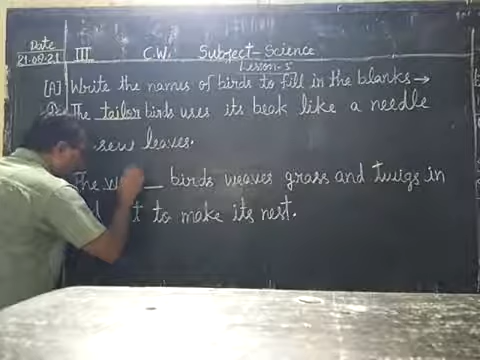 Date III C.W. Subject-Science
21.09.21 Lesson-5
[A] Write the names of birds to fill in the blanks→
The tailor birds uses its beak like a needle
sew leaves.
The birds weaves grass and twigs in
to make its nest.